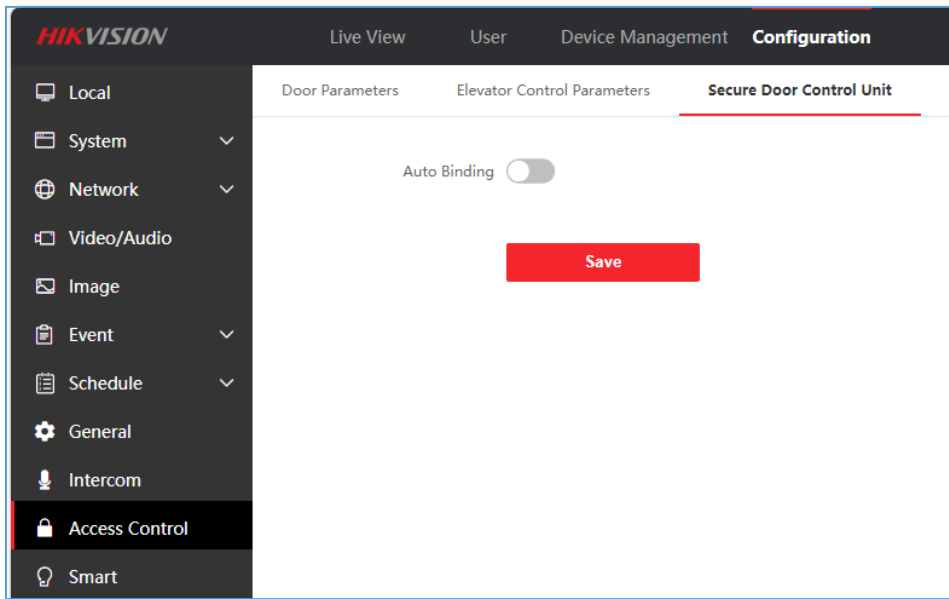 HIKVISION
Live View User Device Management Configuration
Local
System
Network
Video/Audio
Image
Event
Schedule
General
Intercom
Access Control
Smart
Door Parameters Elevator Control Parameters Secure Door Control Unit
Auto Binding
Save